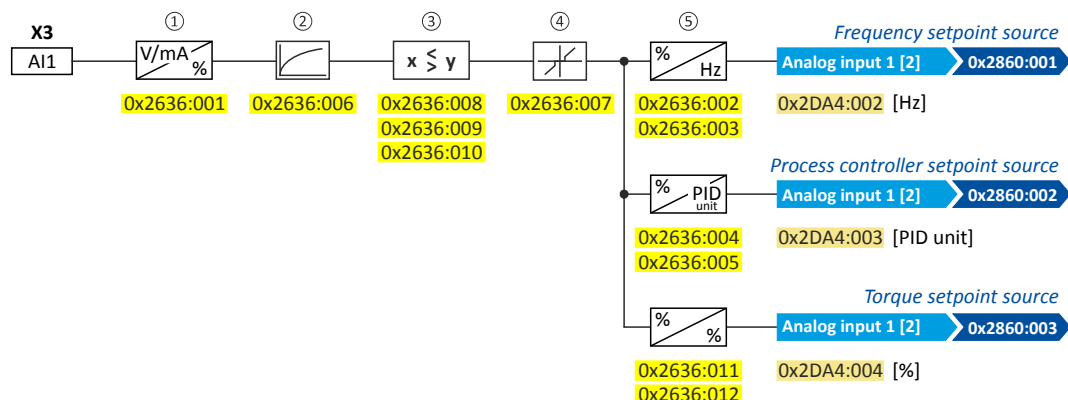 ① ② ③ ④ ⑤
X3
AI1
V/mA
%
x ≶ y
%
Hz
Frequency setpoint source
Analog input 1 [2] 0x2860:001
0x2636:001 0x2636:006 0x2636:008 0x2636:007 0x2636:002 0x2DA4:002 [Hz]
0x2636:009 0x2636:003
0x2636:010
Process controller setpoint source
%
PID
unit
Analog input 1 [2] 0x2860:002
0x2636:004 0x2DA4:003 [PID unit]
0x2636:005
Torque setpoint source
%
%
Analog input 1 [2] 0x2860:003
0x2636:011 0x2DA4:004 [%]
0x2636:012